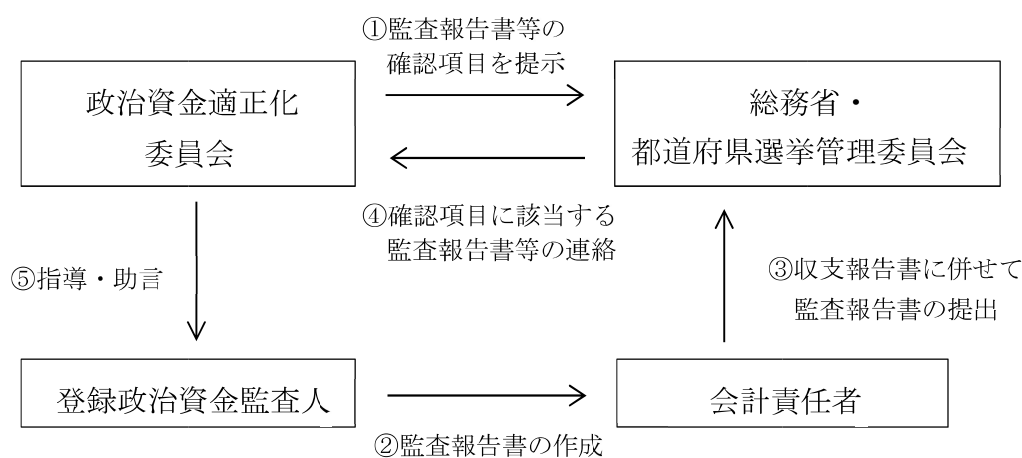 ①監査報告書等の
確認項目を提示
政治資金適正化
委員会
総務省・
都道府県選挙管理委員会
④確認項目に該当する
監査報告書等の連絡
⑤指導・助言
③収支報告書に併せて
監査報告書の提出
登録政治資金監査人
会計責任者
②監査報告書の作成